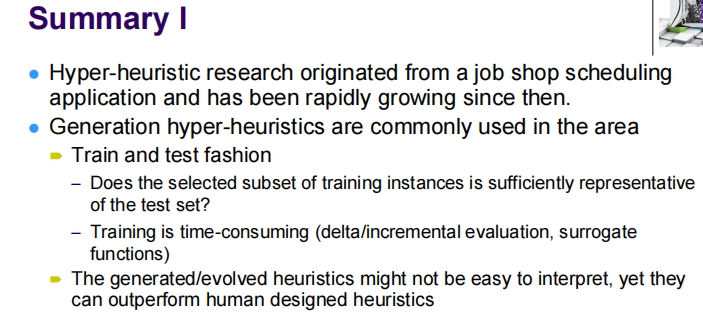 Summary I
Hyper-heuristic research originated from a job shop scheduling
application and has been rapidly growing since then.
Generation hyper-heuristics are commonly used in the area
Train and test fashion
– Does the selected subset of training instances is sufficiently representative
of the test set?
– Training is time-consuming (delta/incremental evaluation, surrogate
functions)
The generated/evolved heuristics might not be easy to interpret, yet they
can outperform human designed heuristics